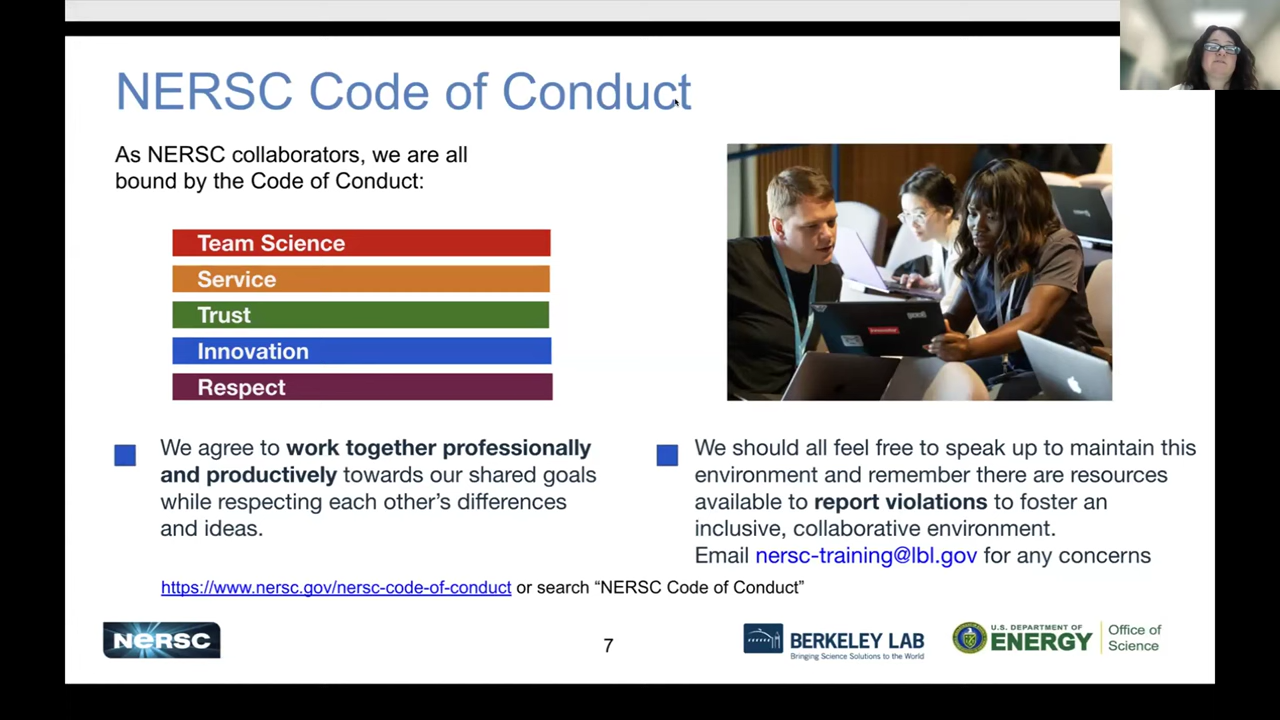 NERSC Code of Conduct
As NERSC collaborators, we are all
bound by the Code of Conduct:
Team Science
Service
Trust
Innovation
Respect
We agree to work together professionally
and productively towards our shared goals
while respecting each other's differences
and ideas.
We should all feel free to speak up to maintain this
environment and remember there are resources
available to report violations to foster an
inclusive, collaborative environment.
Email nersc-training@lbl.gov for any concerns
https://www.nersc.gov/nersc-code-of-conduct or search “NERSC Code of Conduct”
NERSC
7
BERKELEY LAB
Bringing Science Solutions to the World
U.S. DEPARTMENT OF
ENERGY
Office of
Science